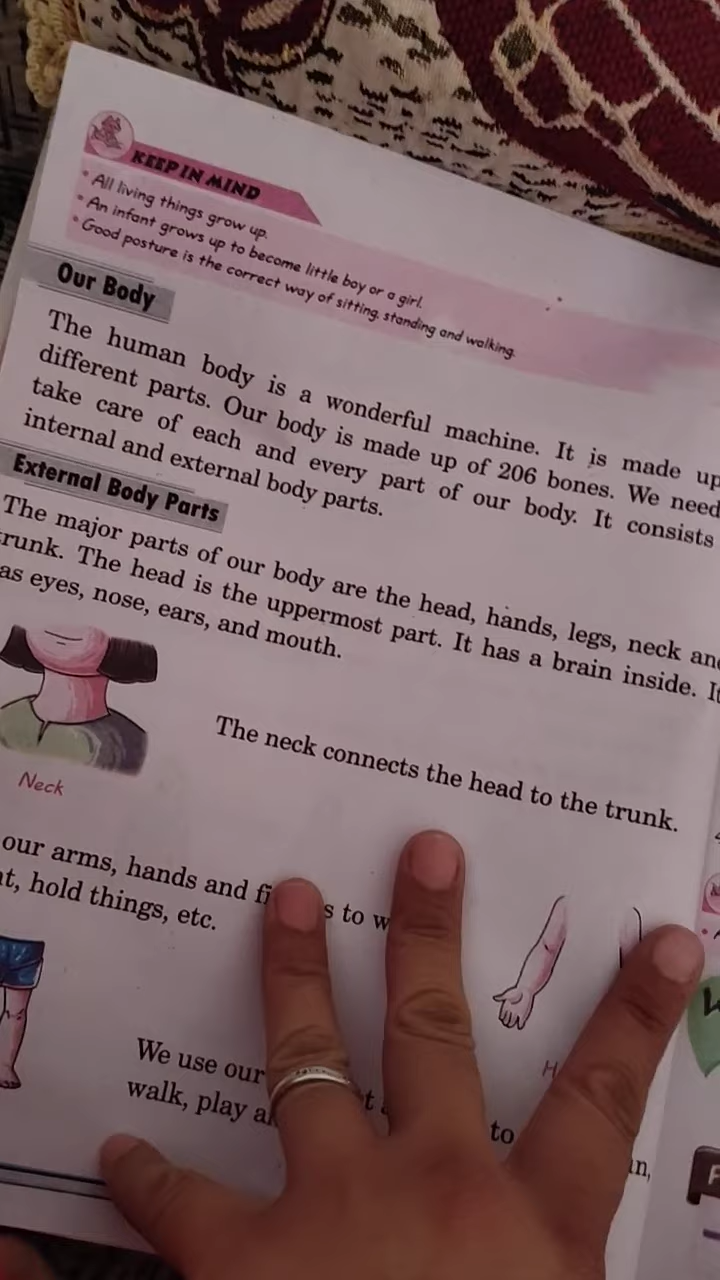 KEEP IN MIND
• All living things grow up.
• An infant grows up to become little boy or a girl.
• Good posture is the correct way of sitting, standing and walking.
Our Body
The human body is a wonderful machine. It is made up
different parts. Our body is made up of 206 bones. We need
take care of each and every part of our body. It consists
internal and external body parts.
External Body Parts
The major parts of our body are the head, hands, legs, neck and
trunk. The head is the uppermost part. It has a brain inside. It
as eyes, nose, ears, and mouth.
The neck connects the head to the trunk.
Neck
our arms, hands and
hold things, etc.
to
We use our
walk, play
to